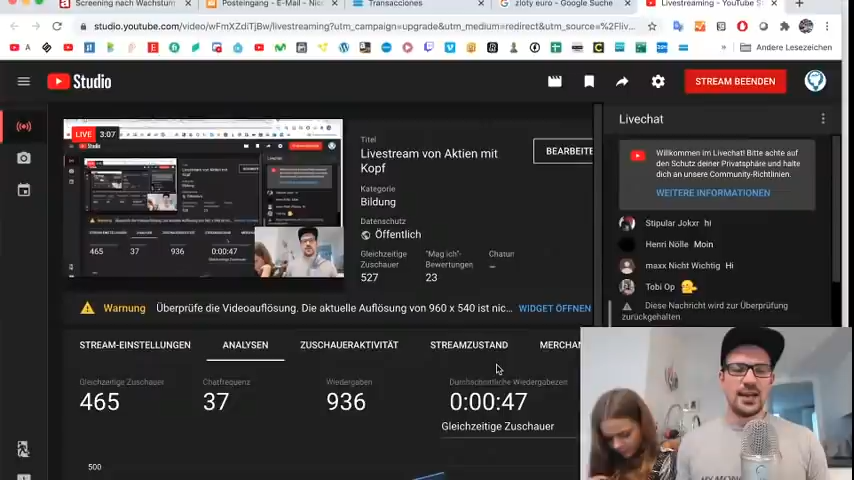 Screening nach Wachstum
Posteingang - E-Mail - Ni
Transacciones
zloty euro - Google Suche
Livestreaming - YouTube S
studio.youtube.com/video/wFmXZdiTjBw/livestreaming?utm_campaign=upgrade&utm_medium=redirect&utm_source=%2Fliv...
Andere Lesezeichen
Studio
STREAM BEENDEN
LIVE 3:07
Titel
Livestream von Aktien mit
Kopf
BEARBEITE
Kategorie
Bildung
Datenschutz
Öffentlich
Gleichzeitige
Zuschauer
527
"Mag ich"-
Bewertungen
23
Chatun
–
Warnung Überprüfe die Videoauflösung. Die aktuelle Auflösung von 960 x 540 ist nic... WIDGET ÖFFNEN
STREAM-EINSTELLUNGEN
ANALYSEN
ZUSCHAUERAKTIVITÄT
STREAMZUSTAND
MERCHAN
Gleichzeitige Zuschauer
465
Chatfrequenz
37
Wiedergaben
936
Durchschnittliche Wiedergabezeit
0:00:47
Gleichzeitige Zuschauer
500
Livechat
Willkommen im Livechat! Bitte achte auf
den Schutz deiner Privatsphäre und halte
dich an unsere Community-Richtlinien.
WEITERE INFORMATIONEN
Stipular Jokxr hi
Henri Nölle Moin
maxx Nicht Wichtig Hi
Tobi Op
Diese Nachricht wird zur Überprüfung
zurückgehalten.